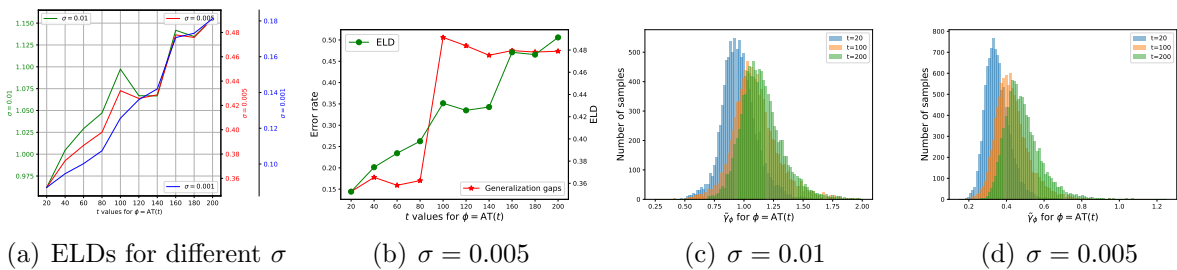 σ = 0.01
σ = 0.005
1.150
1.125
1.100
1.075
1.050
1.025
1.000
0.975
σ = 0.01
0.48
0.46
0.44
0.42
0.40
0.38
0.36
σ = 0.005
0.18
0.16
0.14
0.12
0.10
σ = 0.001
σ = 0.001
20 40 60 80 100 120 140 160 180 200
t values for ϕ = AT(t)
(a) ELDs for different σ
ELD
0.50
0.45
0.40
0.35
0.30
0.25
0.20
0.15
Error rate
0.48
0.46
0.44
0.42
0.40
0.38
0.36
ELD
Generalization gaps
20 40 60 80 100 120 140 160 180 200
t values for ϕ = AT(t)
(b) σ = 0.005
t=20
t=100
t=200
500
400
300
200
100
0
Number of samples
0.25 0.50 0.75 1.00 1.25 1.50 1.75 2.00
γ̃ϕ for ϕ = AT(t)
(c) σ = 0.01
t=20
t=100
t=200
800
700
600
500
400
300
200
100
0
Number of samples
0.2 0.4 0.6 0.8 1.0 1.2
γ̃ϕ for ϕ = AT(t)
(d) σ = 0.005